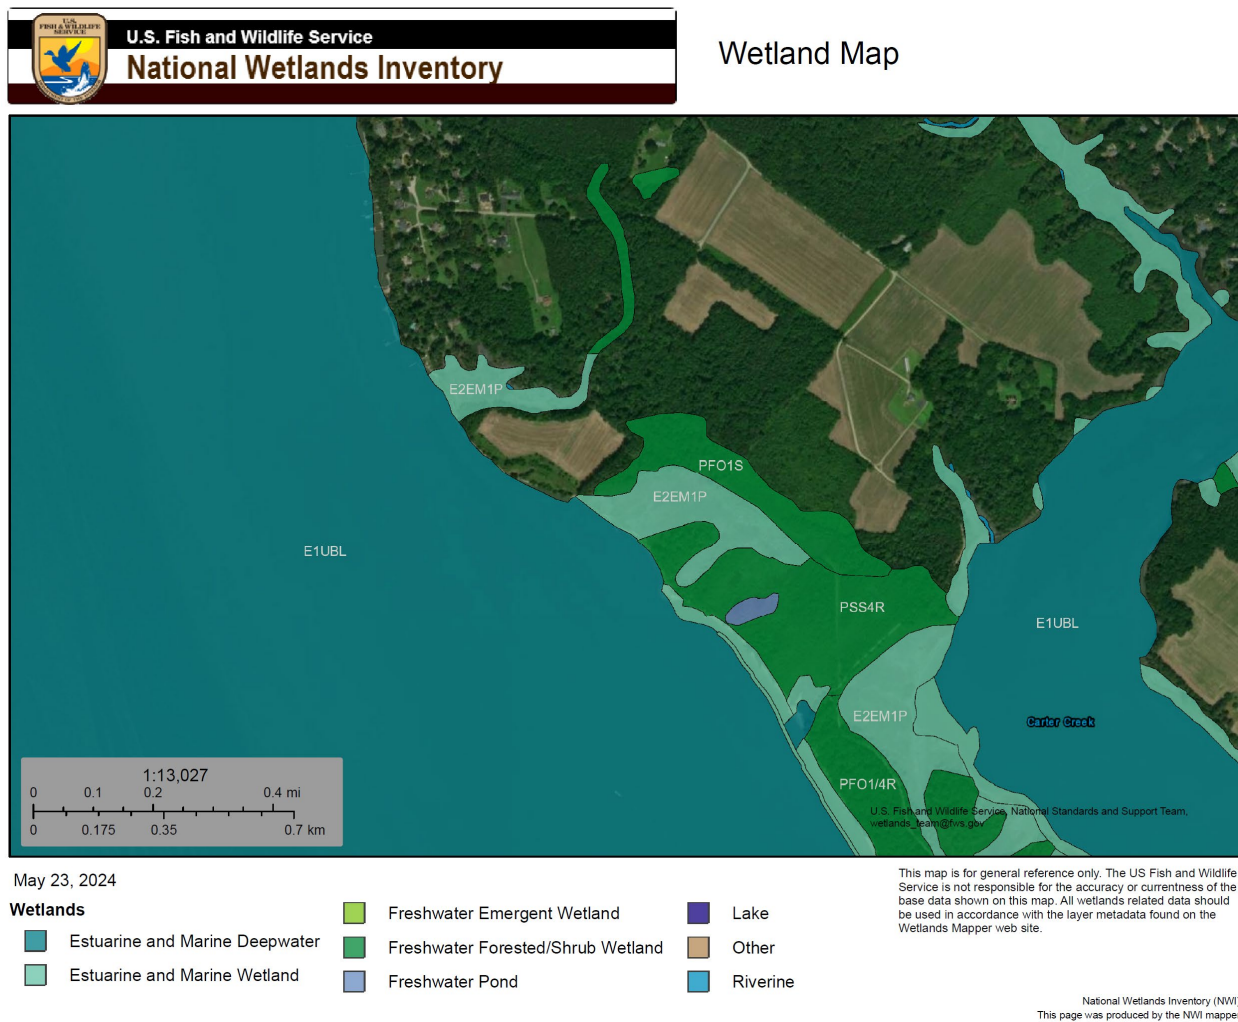 U.S.
FISH & WILDLIFE
SERVICE
U.S. Fish and Wildlife Service
National Wetlands Inventory
Wetland Map
E2EM1P
PFO1S
E2EM1P
E1UBL
PSS4R
E1UBL
E2EM1P
Carter Creek
PFO1/4R
1:13,027
0 0.1 0.2 0.4 mi
0 0.175 0.35 0.7 km
U.S. Fish and Wildlife Service, National Standards and Support Team,
wetlands_team@fws.gov
May 23, 2024
Wetlands
Estuarine and Marine Deepwater
Estuarine and Marine Wetland
Freshwater Emergent Wetland
Freshwater Forested/Shrub Wetland
Freshwater Pond
Lake
Other
Riverine
This map is for general reference only. The US Fish and Wildlife
Service is not responsible for the accuracy or currentness of the
base data shown on this map. All wetlands related data should
be used in accordance with the layer metadata found on the
Wetlands Mapper web site.
National Wetlands Inventory (NWI)
This page was produced by the NWI mapper